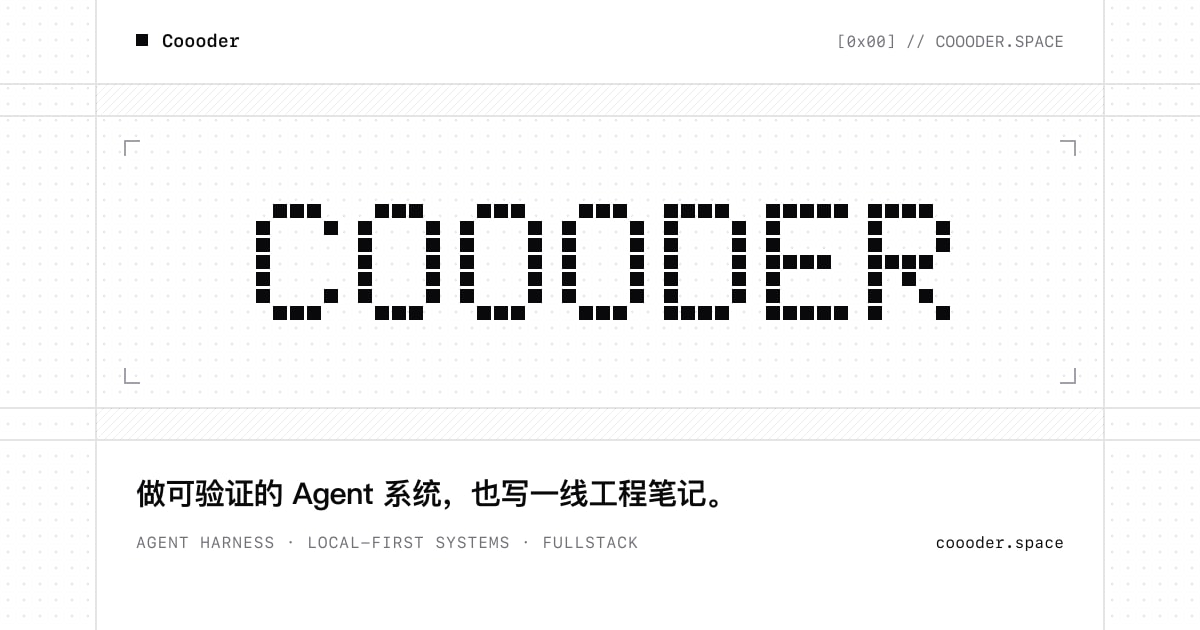 Coooder
[0x00] // COOODER.SPACE
COOODER
做可验证的 Agent 系统，也写一线工程笔记。
AGENT HARNESS · LOCAL–FIRST SYSTEMS · FULLSTACK
coooder.space